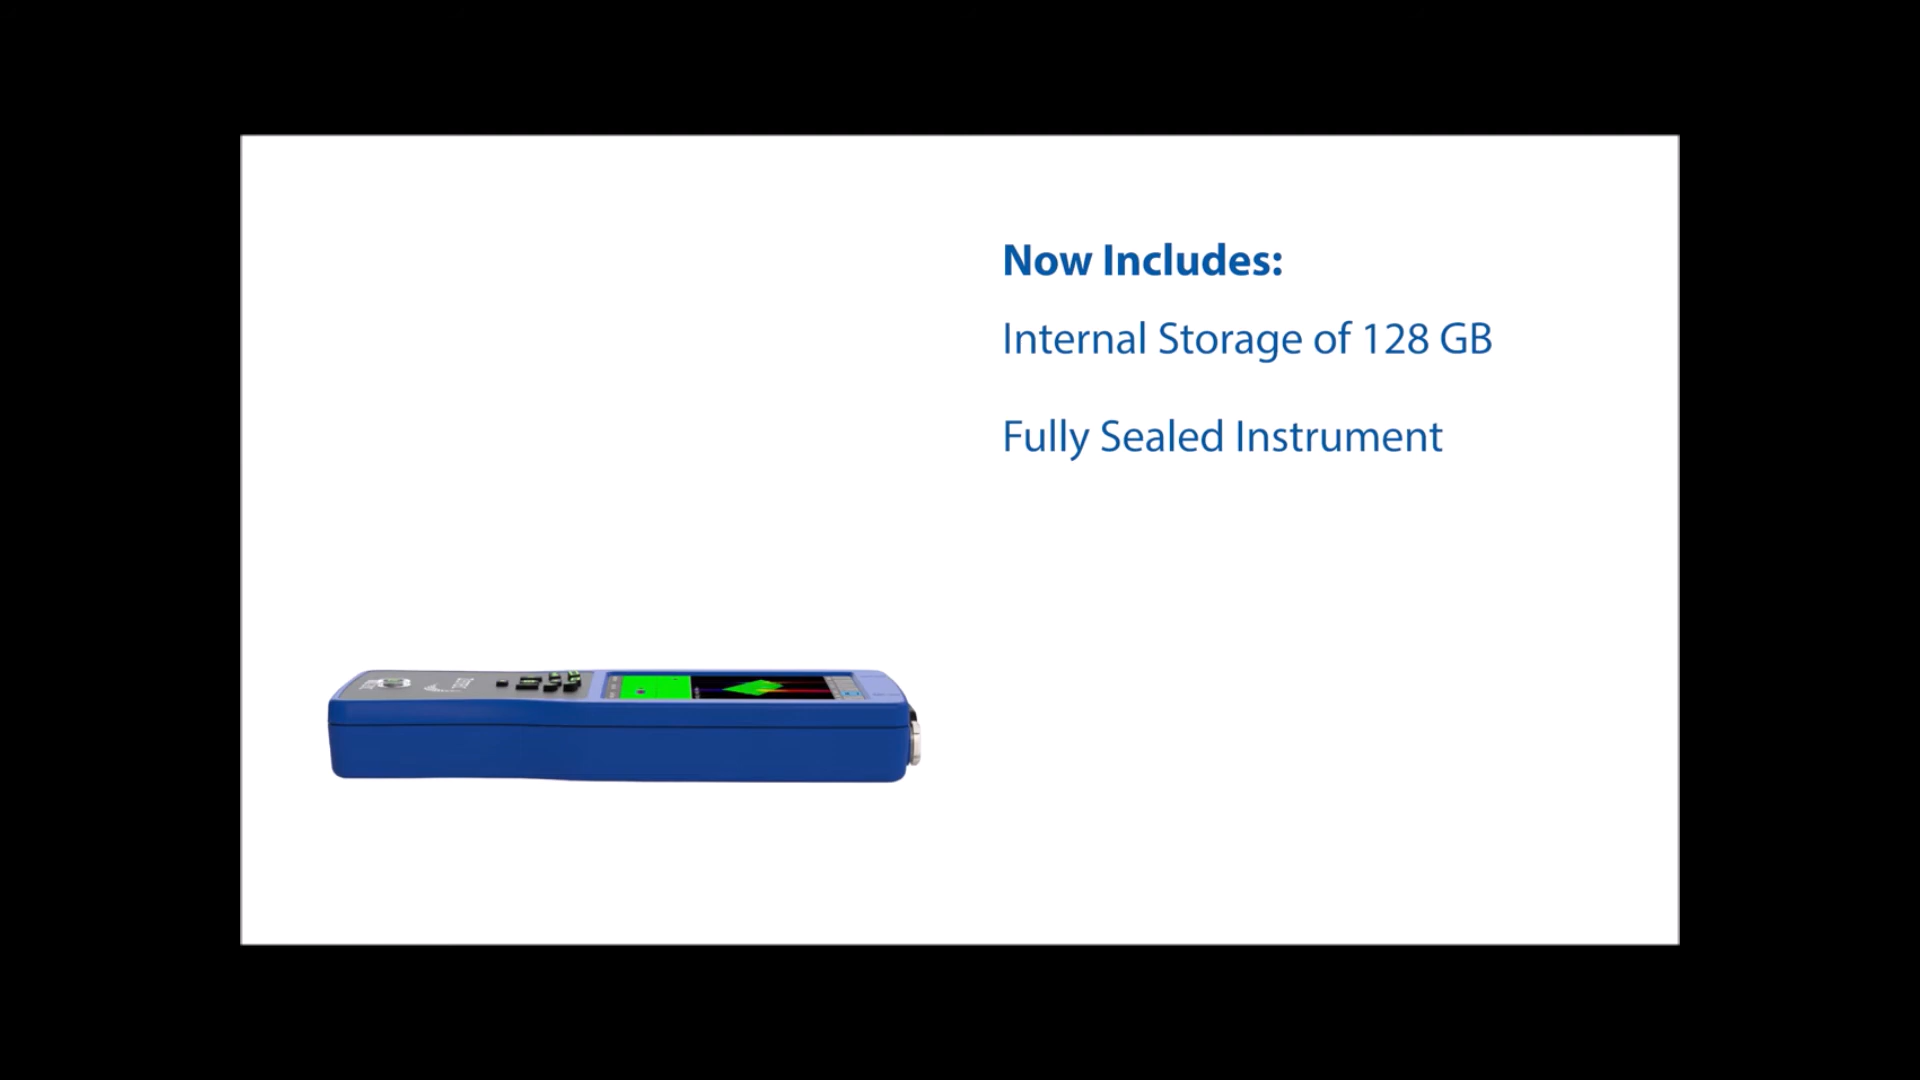 Now Includes:
Internal Storage of 128 GB
Fully Sealed Instrument